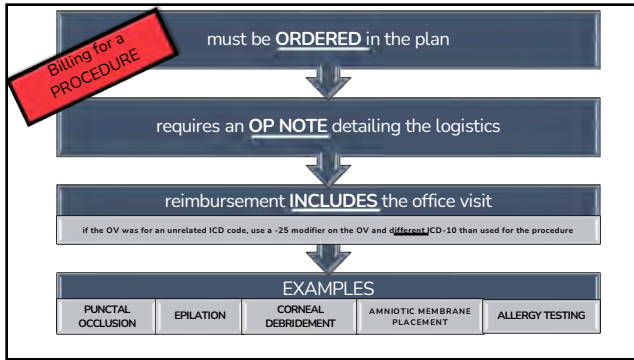 Billing for a
PROCEDURE
must be ORDERED in the plan
requires an OP NOTE detailing the logistics
reimbursement INCLUDES the office visit
if the OV was for an unrelated ICD code, use a -25 modifier on the OV and different ICD-10 than used for the procedure
EXAMPLES
PUNCTAL
OCCLUSION
EPILATION
CORNEAL
DEBRIDEMENT
AMNIOTIC MEMBRANE
PLACEMENT
ALLERGY TESTING